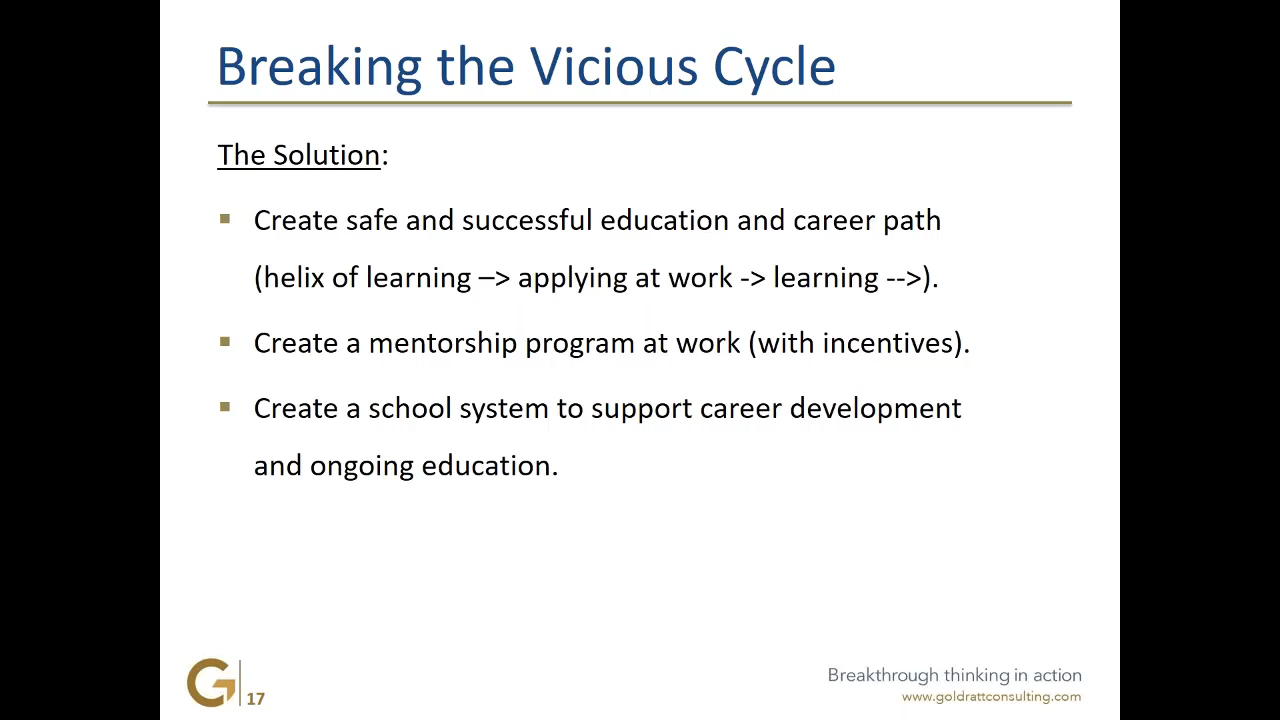 Breaking the Vicious Cycle
The Solution:
▪ Create safe and successful education and career path
(helix of learning –> applying at work -> learning -->).
▪ Create a mentorship program at work (with incentives).
▪ Create a school system to support career development
and ongoing education.
G 17
Breakthrough thinking in action
www.goldrattconsulting.com